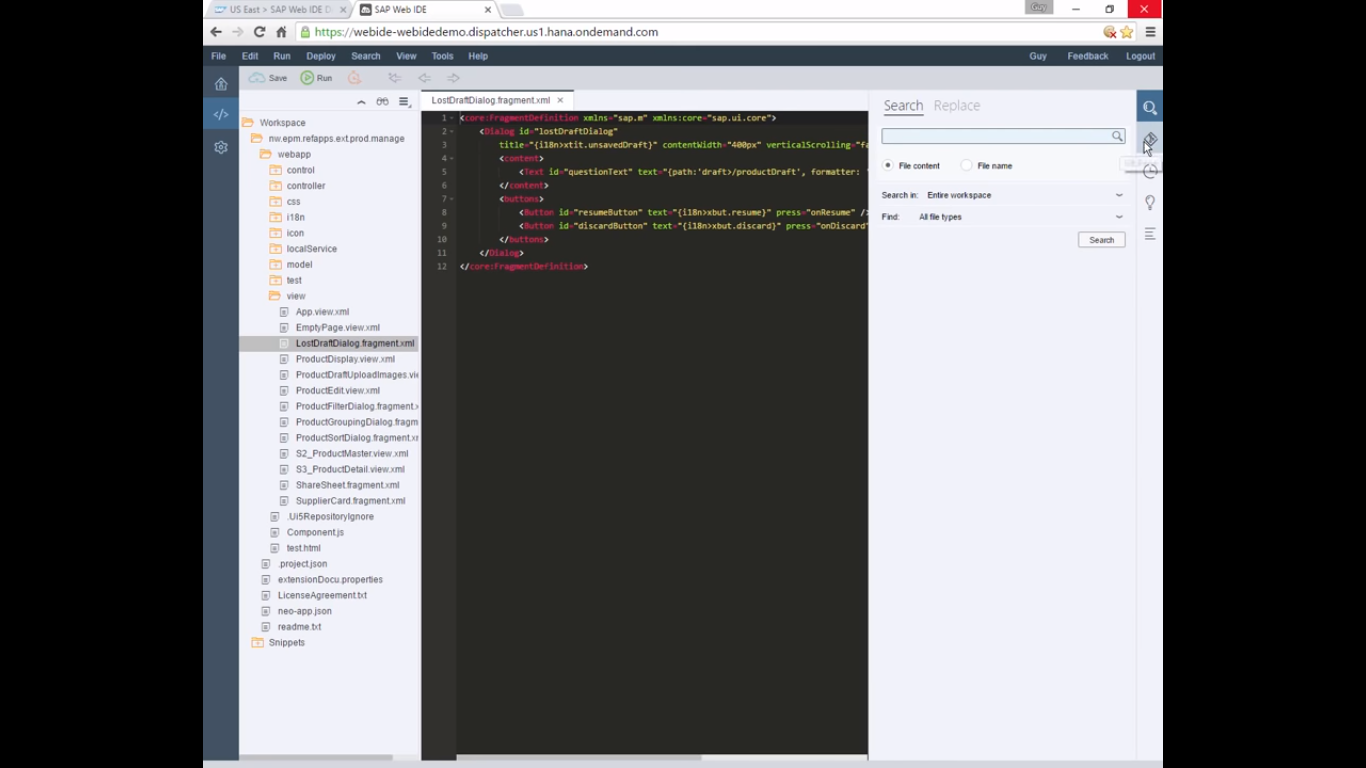 US East > SAP Web IDE D
SAP Web IDE
Guy
https://webide-webidedemo.dispatcher.us1.hana.ondemand.com
File Edit Run Deploy Search View Tools Help Guy Feedback Logout
Save Run
Workspace
nw.epm.refapps.ext.prod.manage
webapp
control
controller
css
i18n
icon
localService
model
test
view
App.view.xml
EmptyPage.view.xml
LostDraftDialog.fragment.xml
ProductDisplay.view.xml
ProductDraftUploadImages.vi
ProductEdit.view.xml
ProductFilterDialog.fragment.x
ProductGroupingDialog.fragm
ProductSortDialog.fragment.xr
S2_ProductMaster.view.xml
S3_ProductDetail.view.xml
ShareSheet.fragment.xml
SupplierCard.fragment.xml
.Ui5RepositoryIgnore
Component.js
test.html
.project.json
extensionDocu.properties
LicenseAgreement.txt
neo-app.json
readme.txt
Snippets
LostDraftDialog.fragment.xml
1 <core:FragmentDefinition xmlns="sap.m" xmlns:core="sap.ui.core">
2 <Dialog id="lostDraftDialog"
3 title="{i18n>xtit.unsavedDraft}" contentWidth="400px" verticalScrolling="fa
4 <content>
5 <Text id="questionText" text="{path:'draft>/productDraft', formatter: '
6 </content>
7 <buttons>
8 <Button id="resumeButton" text="{i18n>xbut.resume}" press="onResume" />
9 <Button id="discardButton" text="{i18n>xbut.discard}" press="onDiscard"
10 </buttons>
11 </Dialog>
12 </core:FragmentDefinition>
Search Replace
File content File name
Search in: Entire workspace
Find: All file types
Search